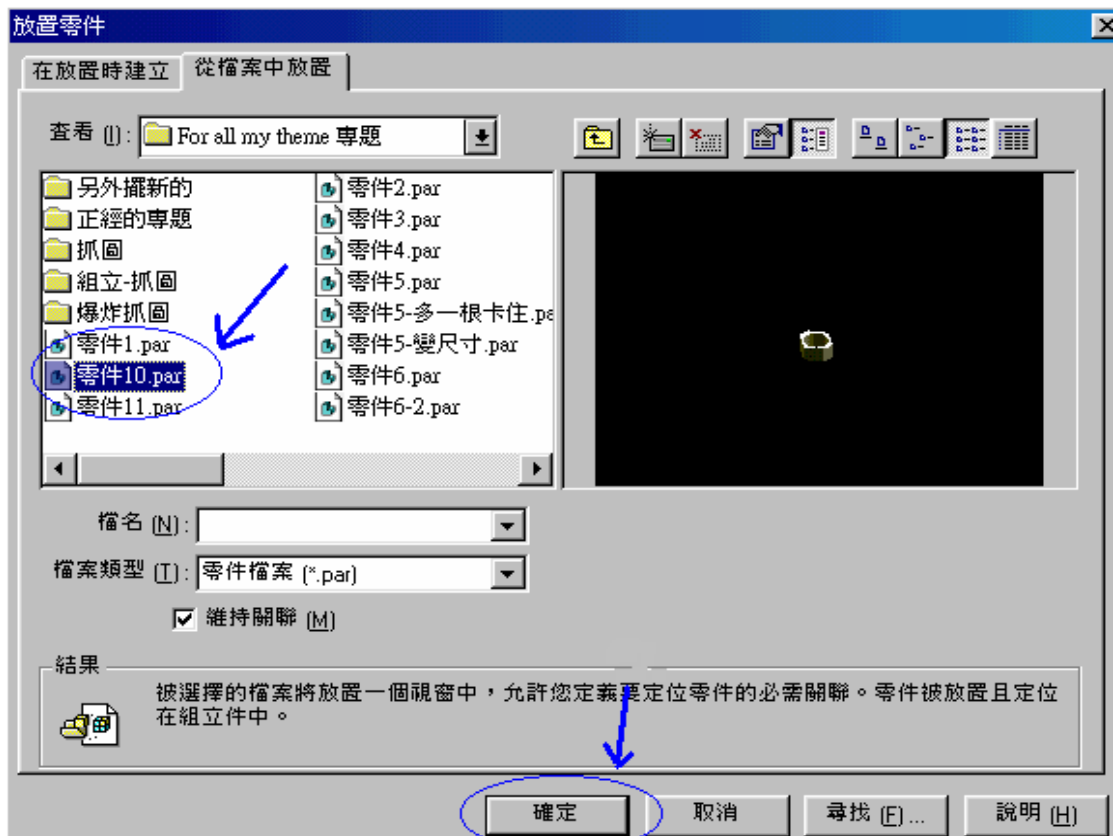 放置零件
在放置時建立 從檔案中放置
查看 (I): For all my theme 專題
另外擺新的
正經的專題
抓圖
組立-抓圖
爆炸抓圖
零件1.par
零件10.par
零件11.par
零件2.par
零件3.par
零件4.par
零件5.par
零件5-多一根卡住.pa
零件5-變尺寸.par
零件6.par
零件6-2.par
檔名 (N):
檔案類型 (T): 零件檔案 (*.par)
維持關聯 (M)
結果
被選擇的檔案將放置一個視窗中，允許您定義要定位零件的必需關聯。零件被放置且定位
在組立件中。
確定 取消 尋找 (F)... 說明 (H)